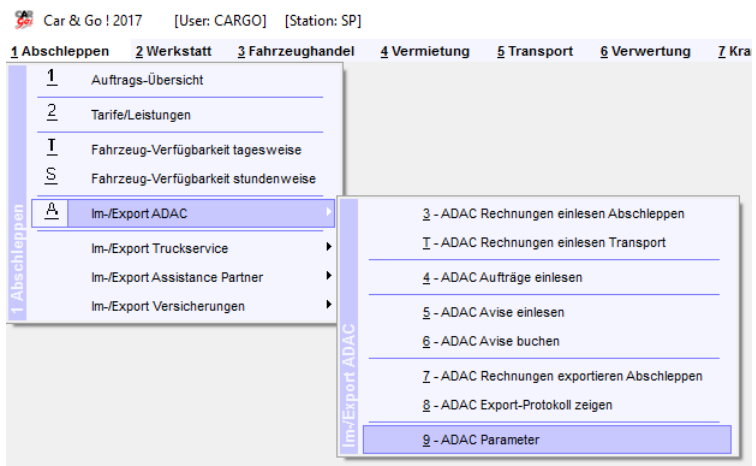 CAR Go! Car & Go ! 2017 [User: CARGO] [Station: SP]
1 Abschleppen 2 Werkstatt 3 Fahrzeughandel 4 Vermietung 5 Transport 6 Verwertung 7 Kra
1 Auftrags-Übersicht
2 Tarife/Leistungen
T Fahrzeug-Verfügbarkeit tagesweise
S Fahrzeug-Verfügbarkeit stundenweise
A Im-/Export ADAC
Im-/Export Truckservice
Im-/Export Assistance Partner
Im-/Export Versicherungen
1 Abschleppen
3 - ADAC Rechnungen einlesen Abschleppen
T - ADAC Rechnungen einlesen Transport
4 - ADAC Aufträge einlesen
5 - ADAC Avise einlesen
6 - ADAC Avise buchen
7 - ADAC Rechnungen exportieren Abschleppen
8 - ADAC Export-Protokoll zeigen
9 - ADAC Parameter
Im-/Export ADAC